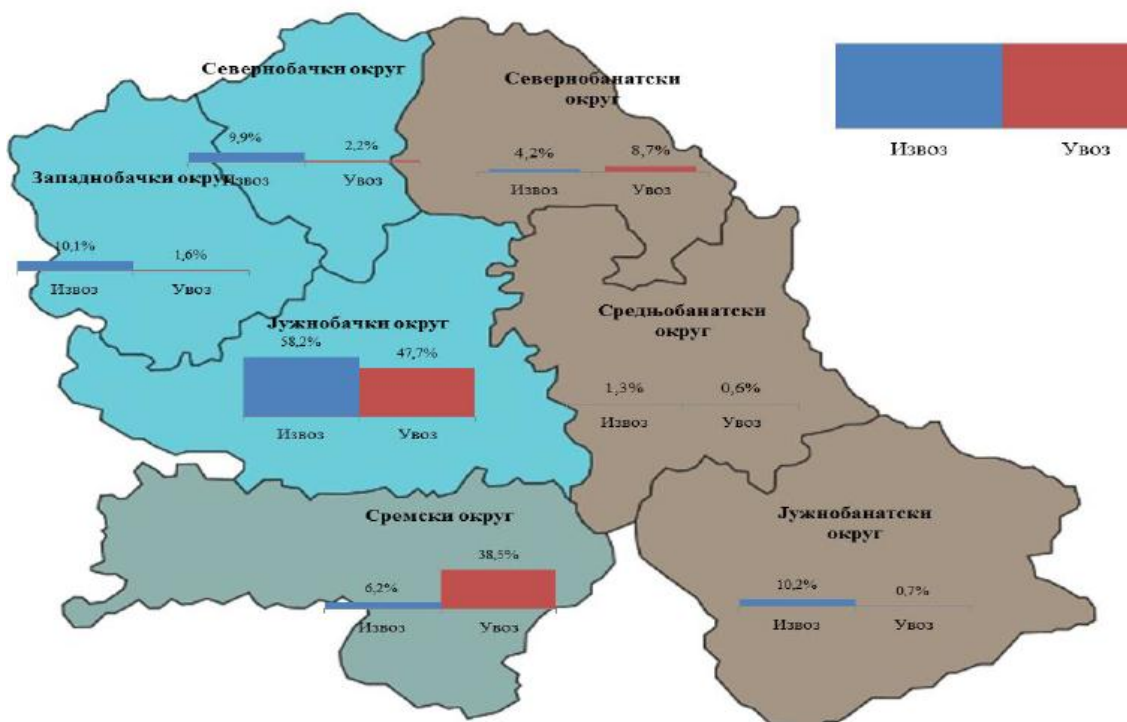 Севернобачки округ
9,9%
2,2%
Извоз
Увоз
Севернобанатски
округ
4,2%
8,7%
Извоз
Увоз
Извоз
Увоз
Западнобачки округ
10,1%
1,6%
Извоз
Увоз
Јужнобачки округ
58,2%
47,7%
Извоз
Увоз
Средњобанатски
округ
1,3%
0,6%
Извоз
Увоз
Сремски округ
6,2%
38,5%
Извоз
Увоз
Јужнобанатски
округ
10,2%
0,7%
Извоз
Увоз